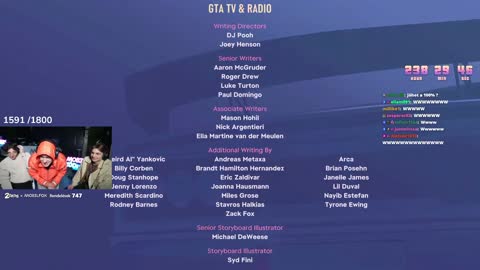 GTA TV & RADIO
Writing Directors
DJ Pooh
Joey Henson
Senior Writers
Aaron McGruder
Roger Drew
Luke Turton
Paul Domingo
Associate Writers
Mason Hohil
Nick Argentieri
Ella Martine van der Meulen
Additional Writing By
eird Al" Yankovic
Andreas Metaxa
Arca
Billy Corben
Brandt Hamilton Hernandez
Brian Posehn
Doug Stanhope
Eric Zaldivar
Janelle James
Jenny Lorenzo
Joanna Hausmann
Lil Duval
Meredith Scardino
Miles Grose
Nayib Estefan
Rodney Barnes
Stavros Halkias
Tyrone Ewing
Zack Fox
Senior Storyboard Illustrator
Michael DeWeese
Storyboard Illustrator
Syd Fini
1591 /1800
238 29 46
747